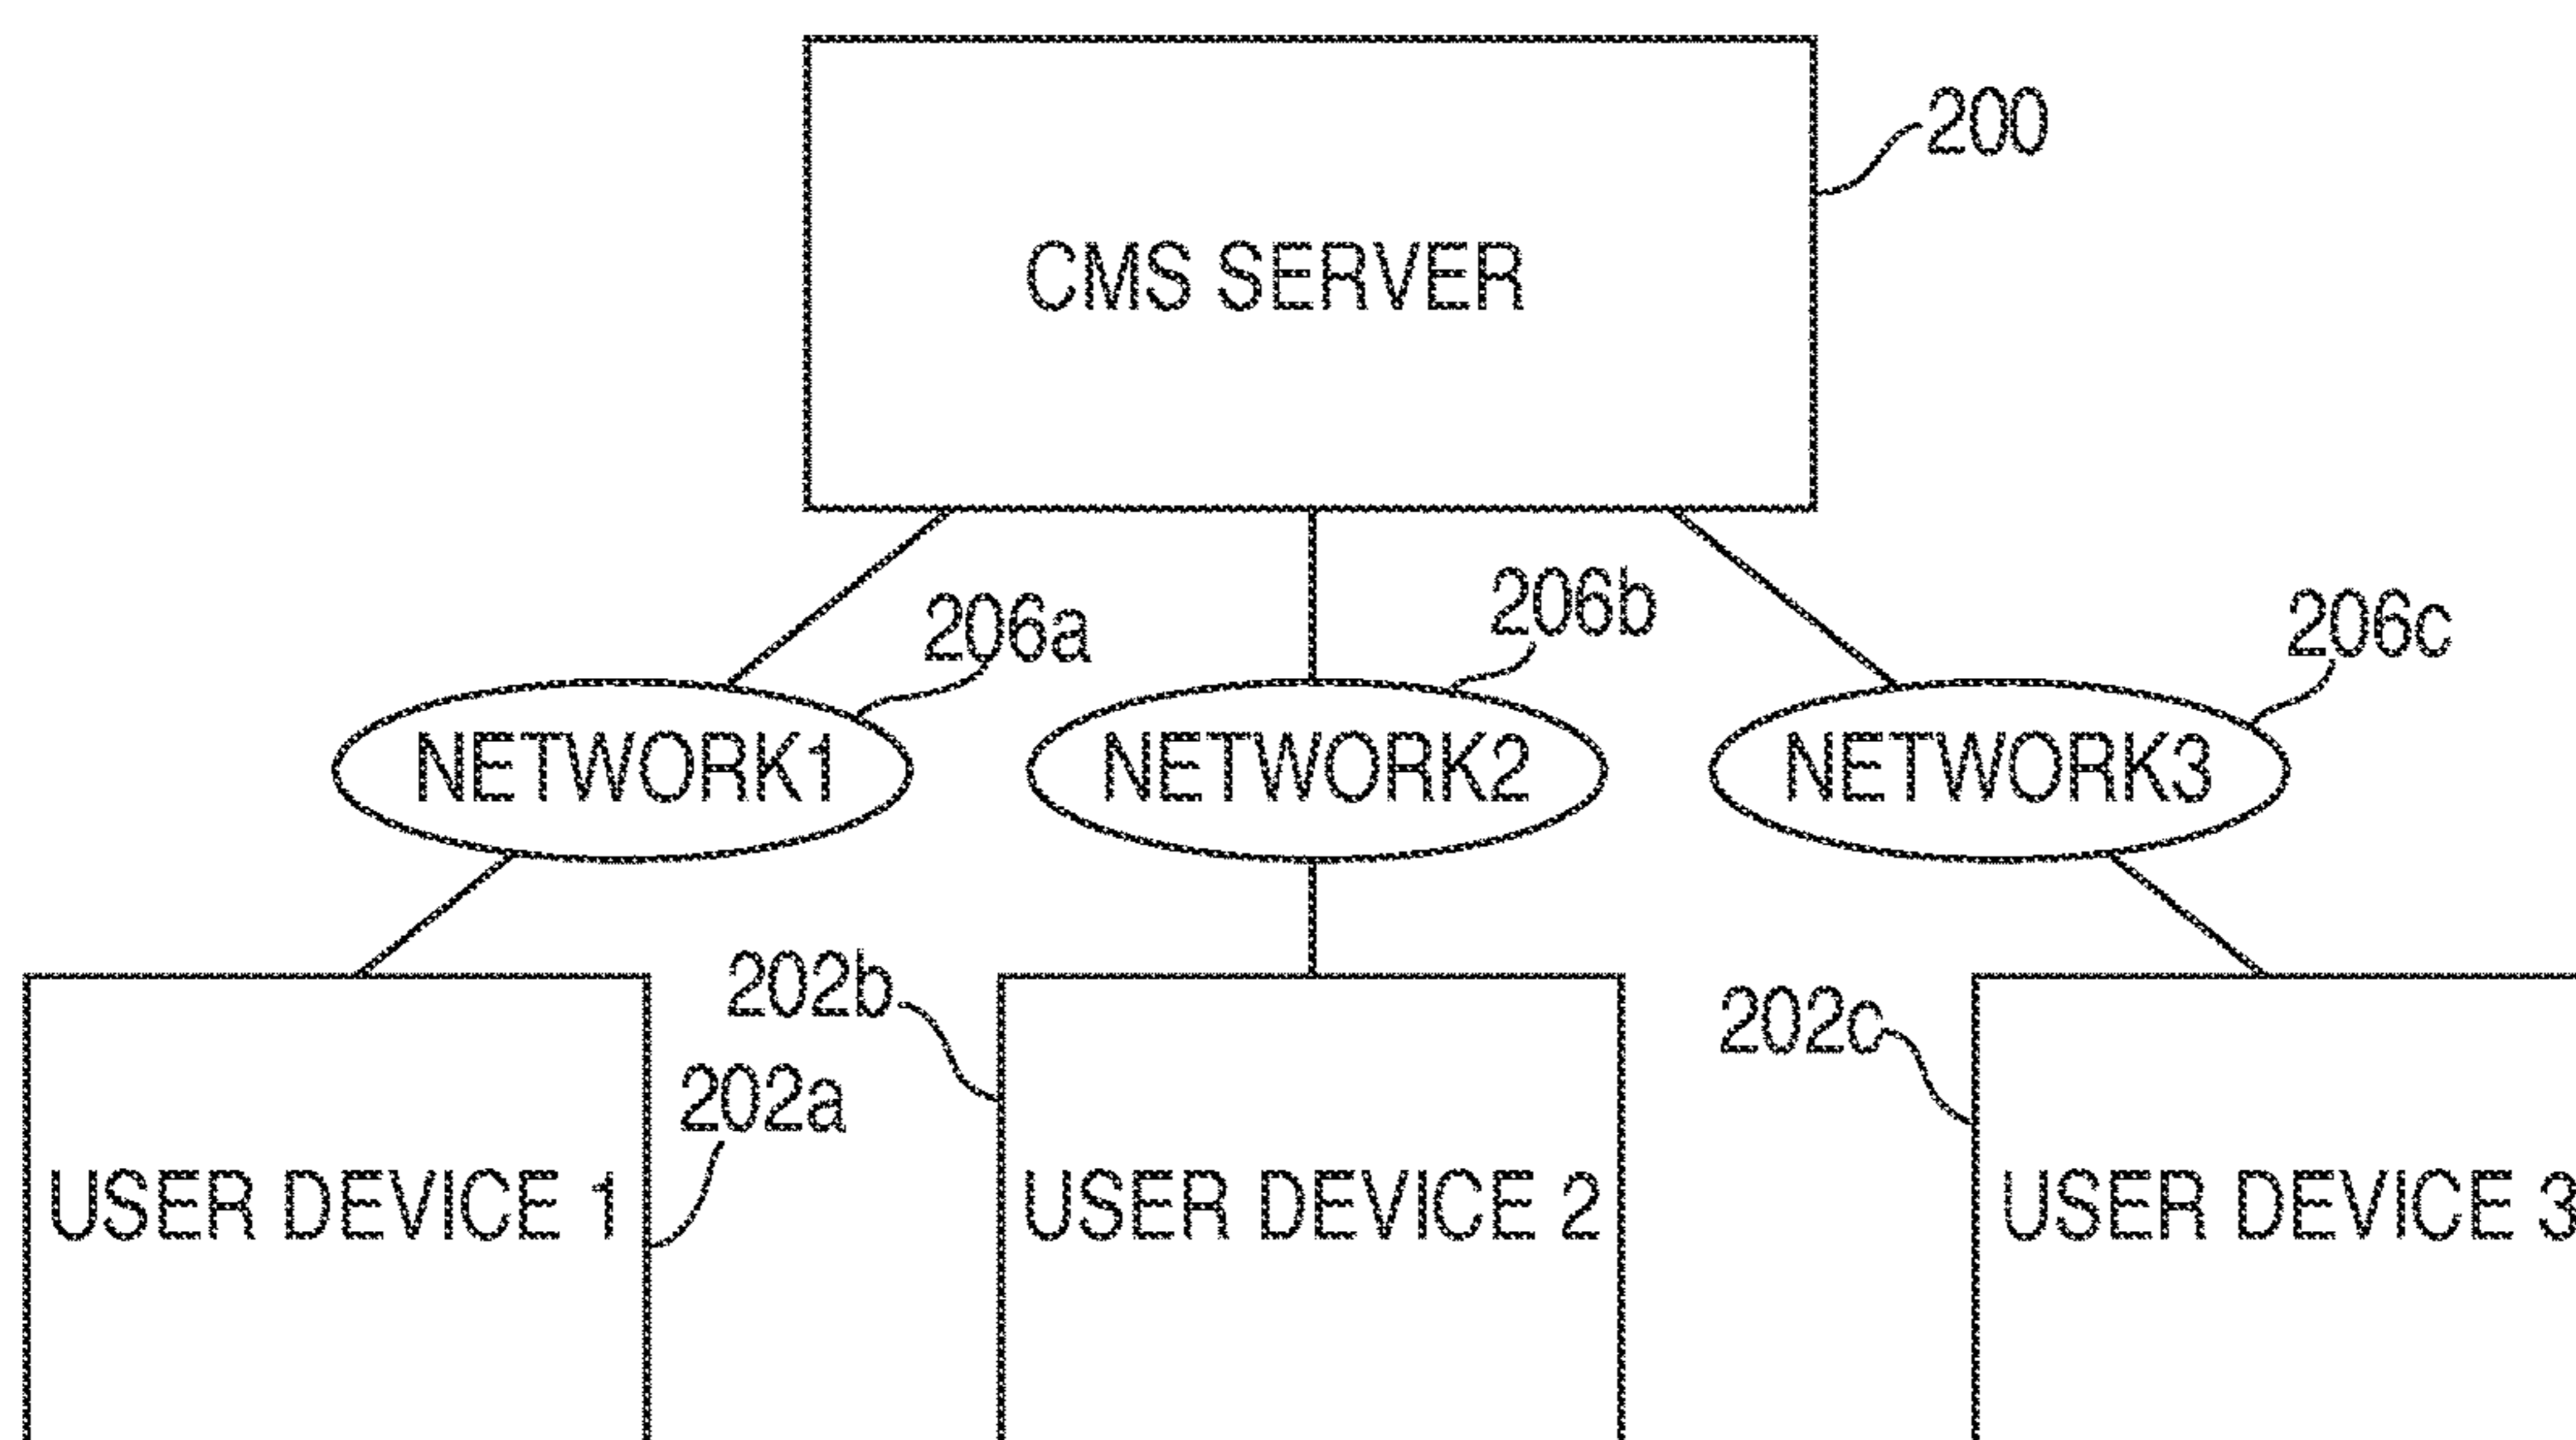 200
CMS SERVER
206a
206b
206c
NETWORK1
NETWORK2
NETWORK3
202b
202c
202a
USER DEVICE 1
USER DEVICE 2
USER DEVICE 3